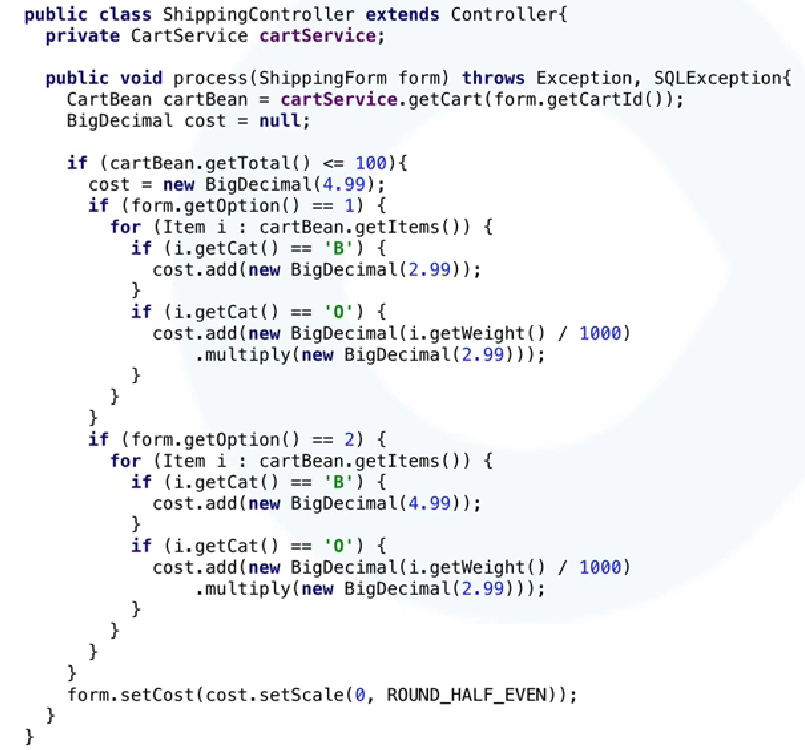 public class ShippingController extends Controller{
  private CartService cartService;

  public void process(ShippingForm form) throws Exception, SQLException{
    CartBean cartBean = cartService.getCart(form.getCartId());
    BigDecimal cost = null;

    if (cartBean.getTotal() <= 100){
      cost = new BigDecimal(4.99);
      if (form.getOption() == 1) {
        for (Item i : cartBean.getItems()) {
          if (i.getCat() == 'B') {
            cost.add(new BigDecimal(2.99));
          }
          if (i.getCat() == 'O') {
            cost.add(new BigDecimal(i.getWeight() / 1000)
                .multiply(new BigDecimal(2.99)));
          }
        }
      }
      if (form.getOption() == 2) {
        for (Item i : cartBean.getItems()) {
          if (i.getCat() == 'B') {
            cost.add(new BigDecimal(4.99));
          }
          if (i.getCat() == 'O') {
            cost.add(new BigDecimal(i.getWeight() / 1000)
                .multiply(new BigDecimal(2.99)));
          }
        }
      }
    }
    form.setCost(cost.setScale(0, ROUND_HALF_EVEN));
  }
}